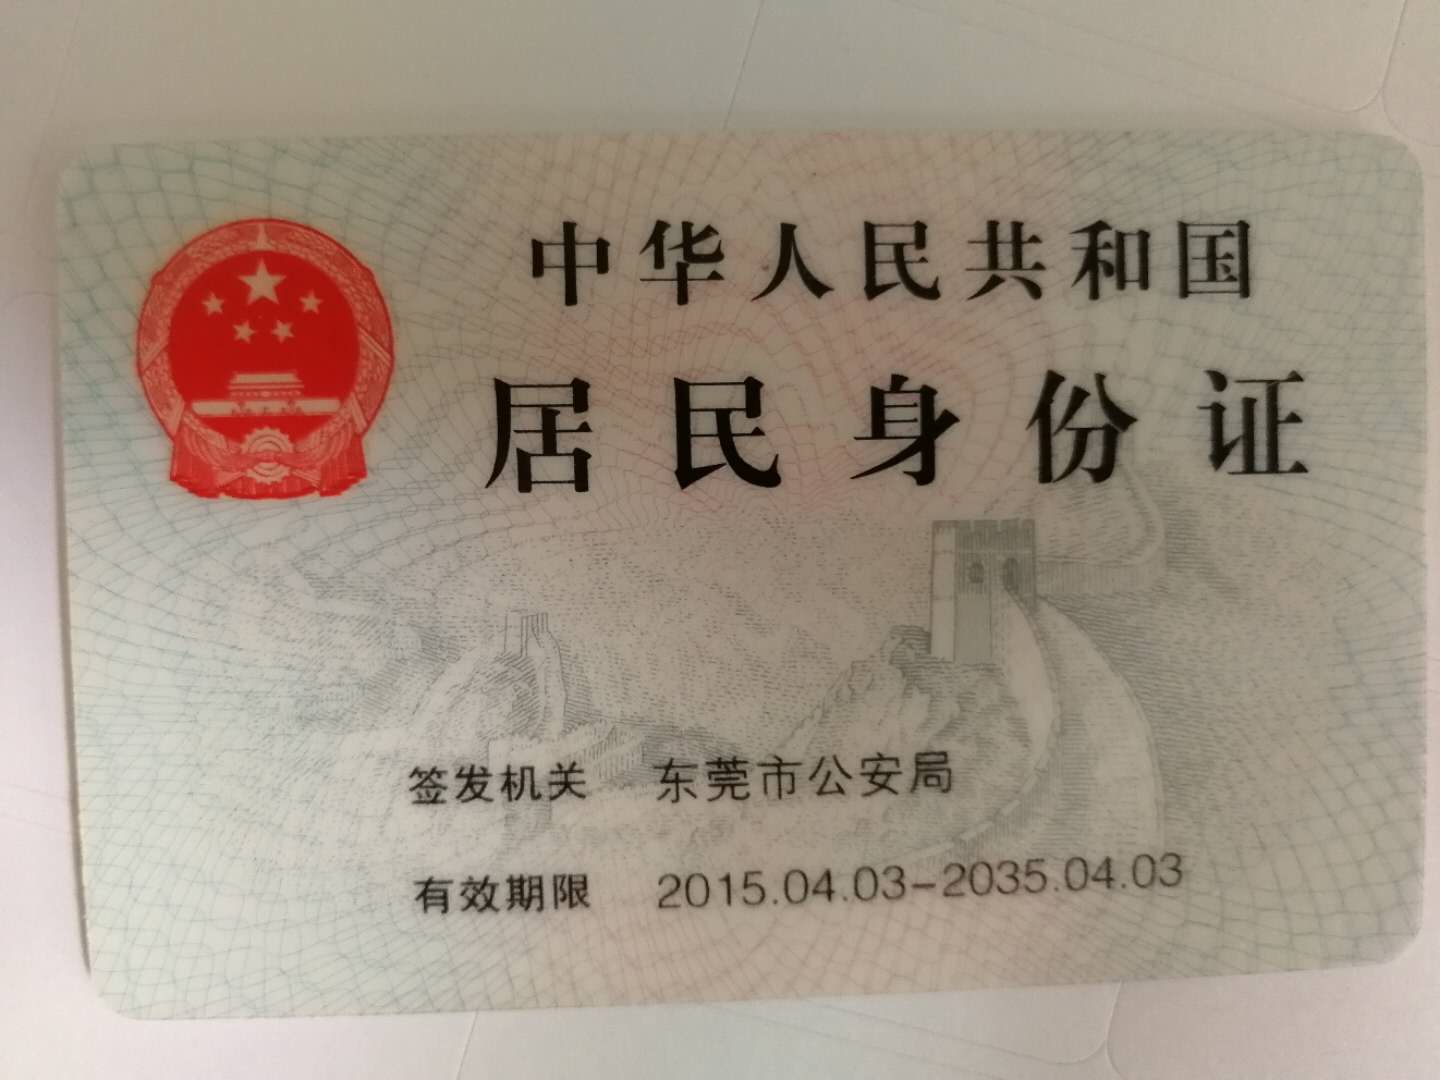 中华人民共和国
居民身份证
签发机关 东莞市公安局
有效期限 2015.04.03-2035.04.03